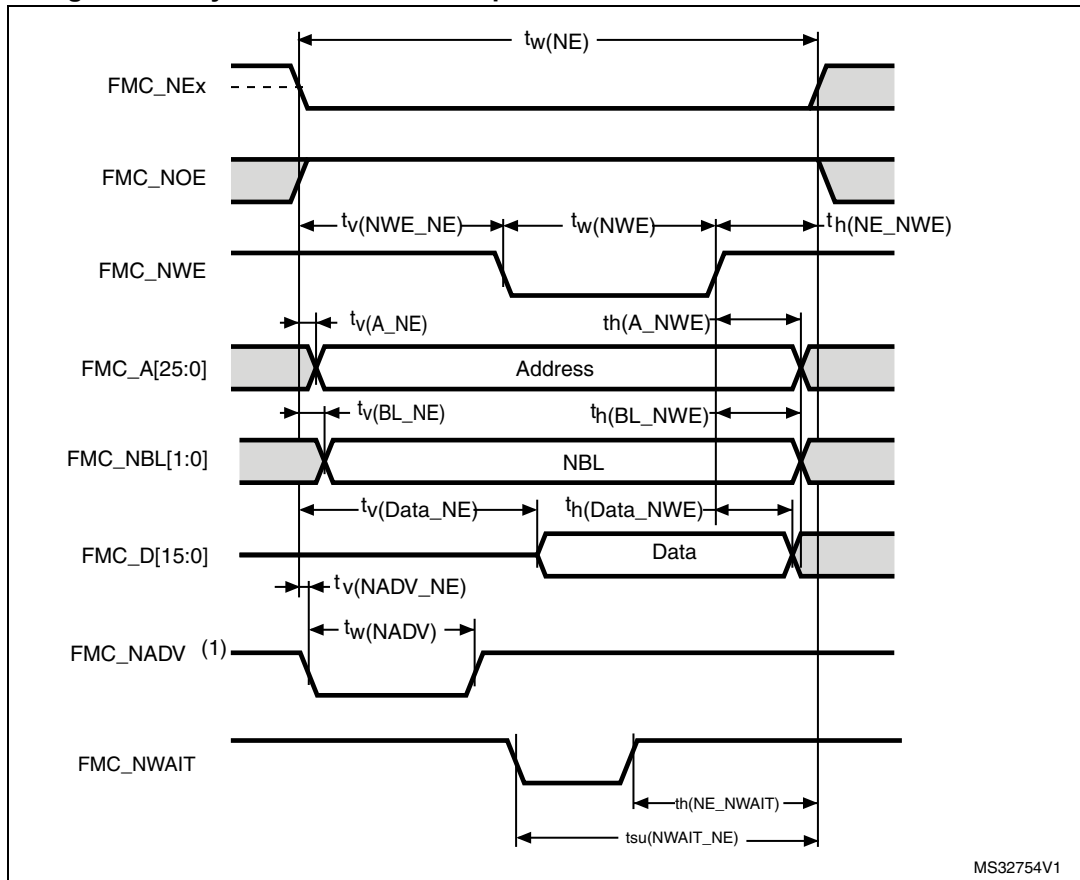 tw(NE)
FMC_NEx
FMC_NOE
tv(NWE_NE)
tw(NWE)
th(NE_NWE)
FMC_NWE
tv(A_NE)
th(A_NWE)
FMC_A[25:0]
Address
tv(BL_NE)
th(BL_NWE)
FMC_NBL[1:0]
NBL
tv(Data_NE)
th(Data_NWE)
FMC_D[15:0]
Data
tv(NADV_NE)
tw(NADV)
FMC_NADV (1)
FMC_NWAIT
th(NE_NWAIT)
tsu(NWAIT_NE)
MS32754V1